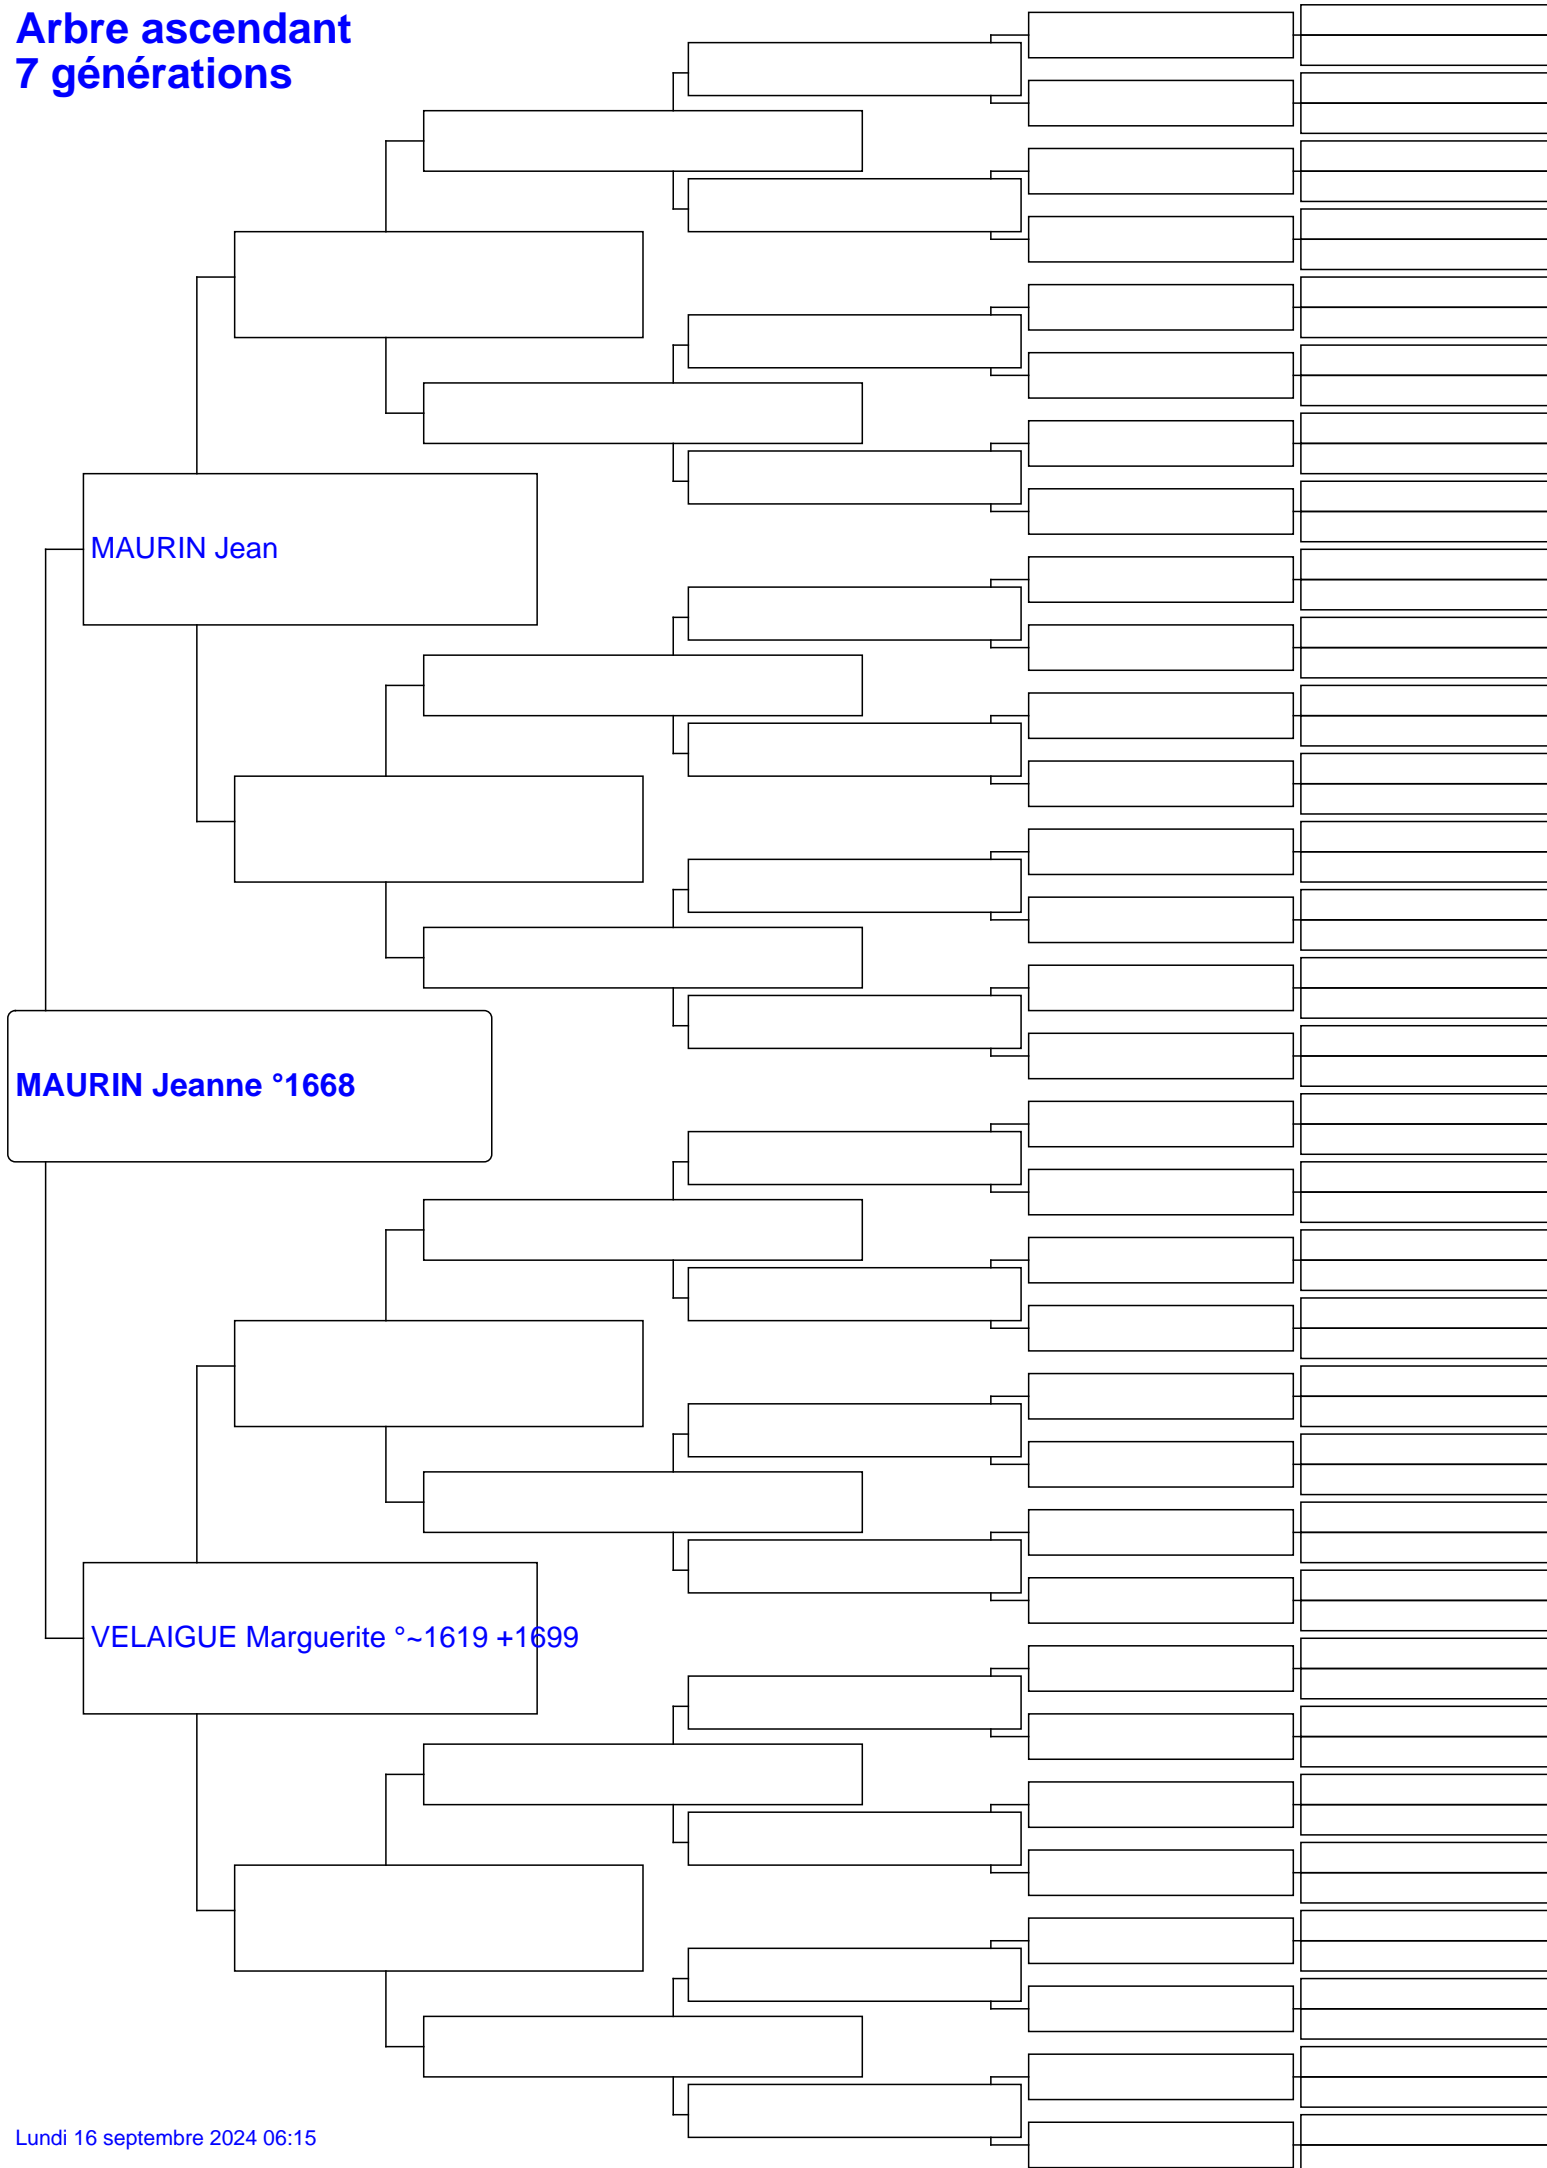 Arbre ascendant
7 générations
MAURIN Jean
MAURIN Jeanne °1668
VELAIGUE Marguerite °~1619 +1699
Lundi 16 septembre 2024 06:15